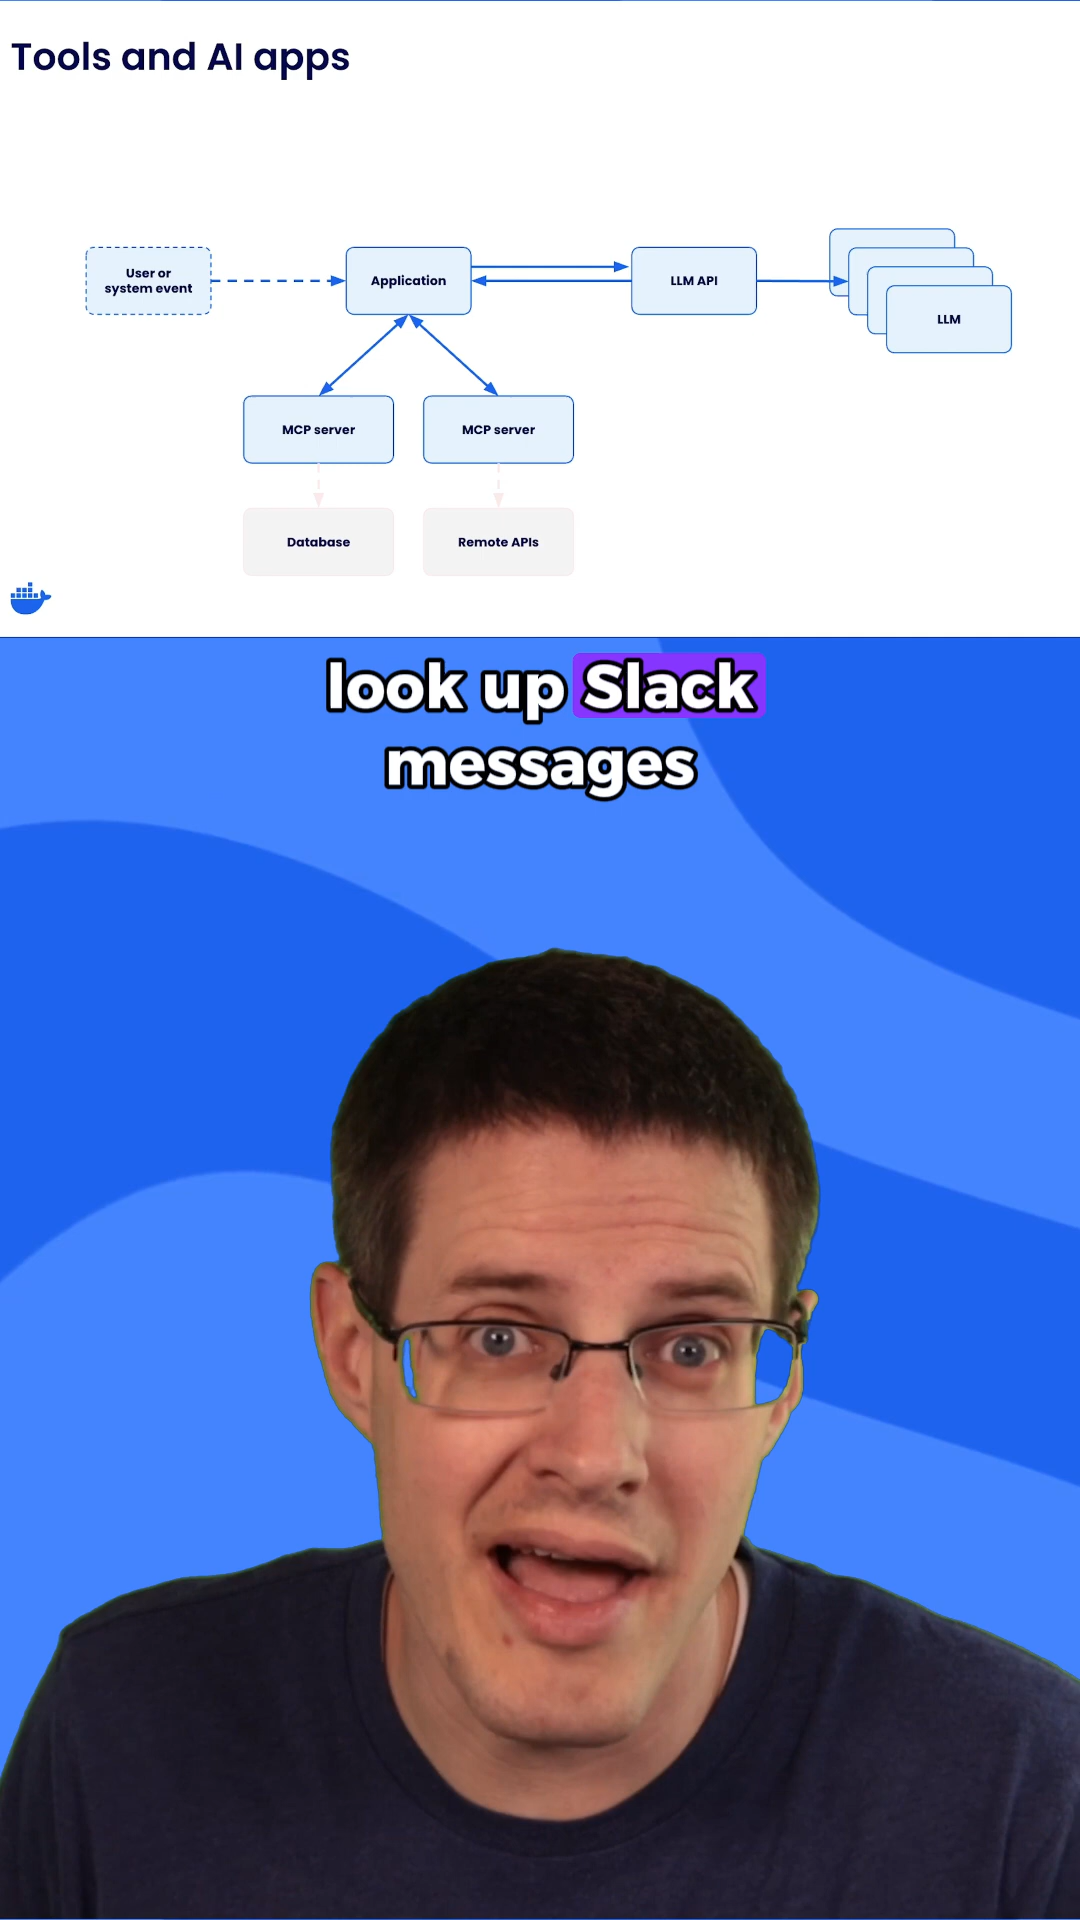 Tools and AI apps
User or
system event
Application
LLM API
LLM
MCP server
MCP server
Database
Remote APIs
look up Slack
messages